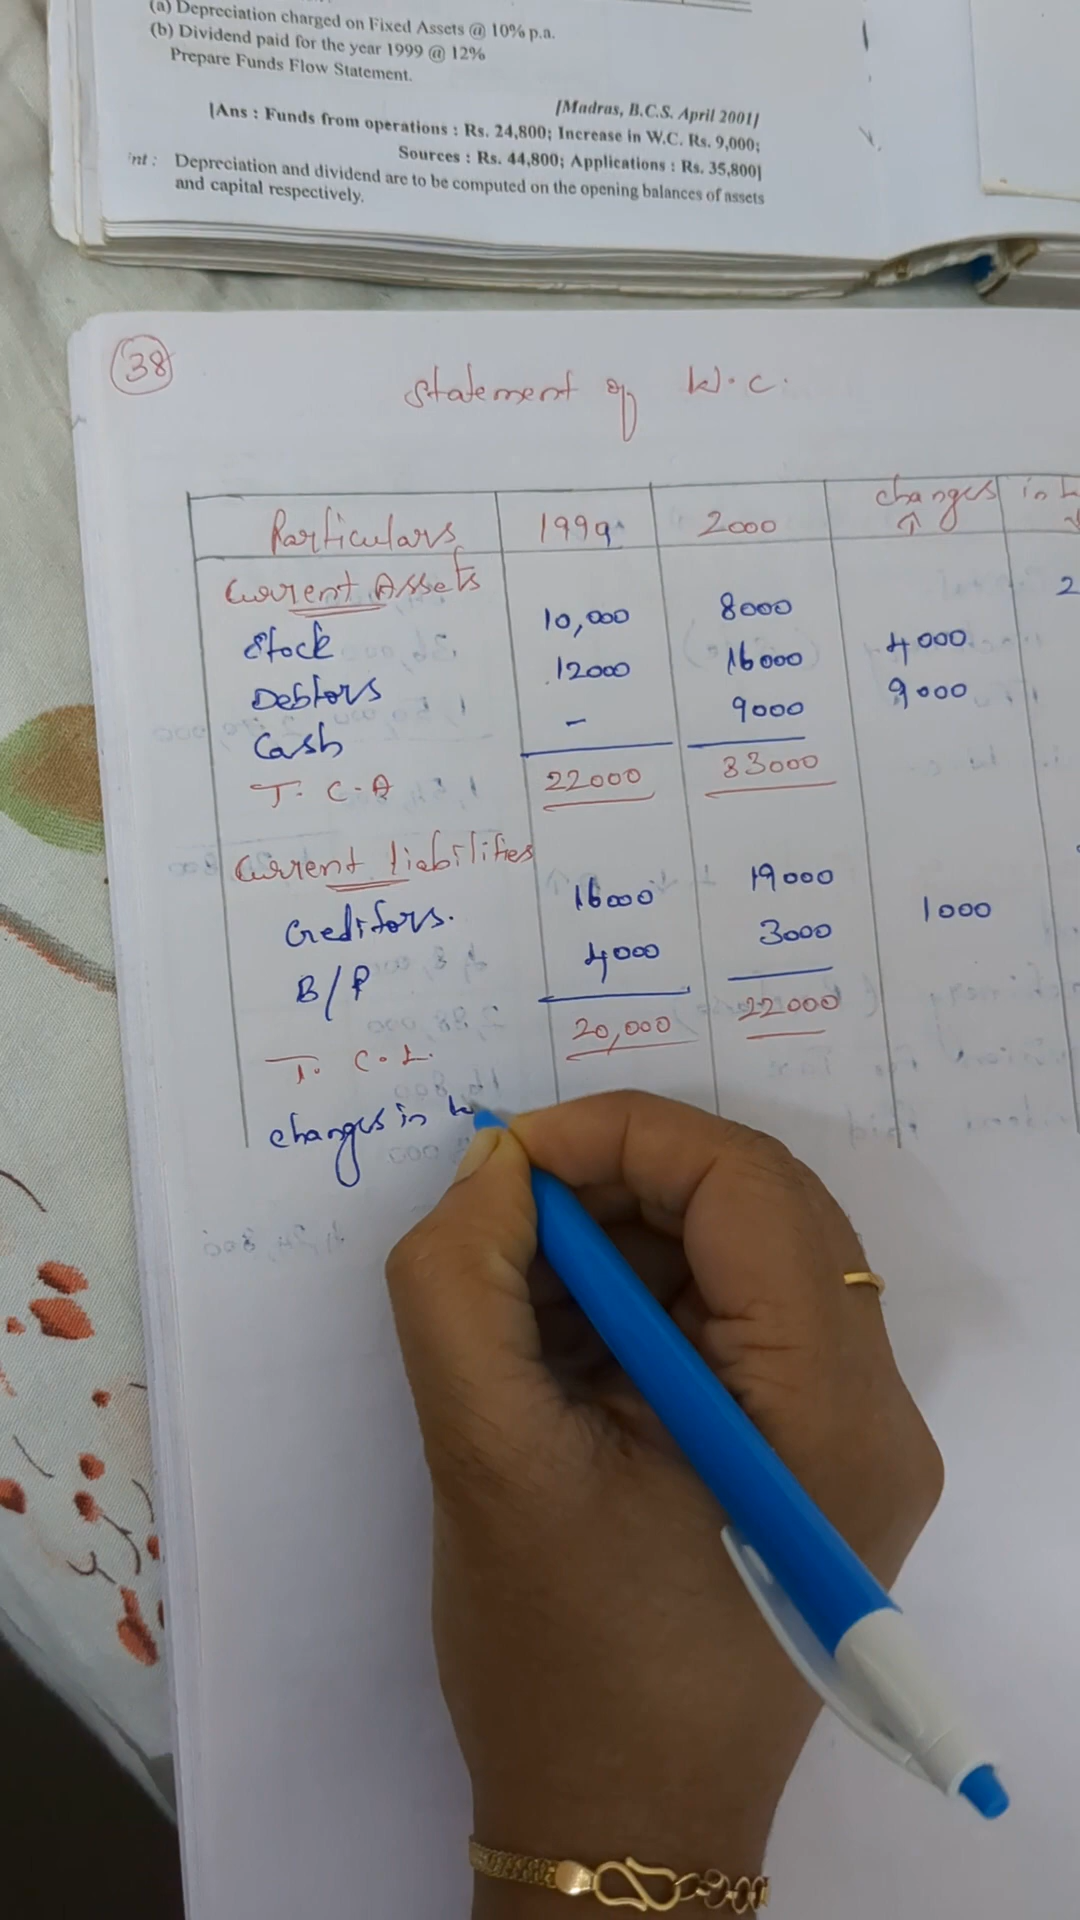 (a) Depreciation charged on Fixed Assets @ 10% p.a.
(b) Dividend paid for the year 1999 @ 12%
Prepare Funds Flow Statement.
[Madras, B.C.S. April 2001]
[Ans : Funds from operations : Rs. 24,800; Increase in W.C. Rs. 9,000;
Sources : Rs. 44,800; Applications : Rs. 35,800]
int : Depreciation and dividend are to be computed on the opening balances of assets
and capital respectively.
38
Statement of W.C.
Particulars 1999 2000 changes in
↑ ↓
Current Assets
Stock 10,000 8000 2
Debtors 12000 16000 4000
Cash - 9000 9000
T. C. A 22000 33000
Current liabilities
Creditors. 16000 19000
B/P 4000 3000 1000
T. C. L. 20,000 22000
changes in